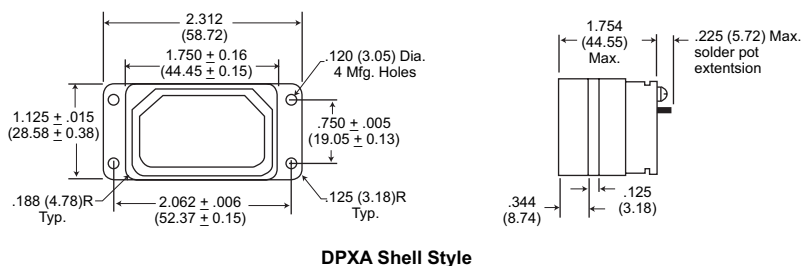 2.312
(58.72)
1.750 ± 0.16
(44.45 ± 0.15)
.120 (3.05) Dia.
4 Mfg. Holes
1.125 ± .015
(28.58 ± 0.38)
.750 ± .005
(19.05 ± 0.13)
.188 (4.78)R
Typ.
2.062 ± .006
(52.37 ± 0.15)
.125 (3.18)R
Typ.
1.754
(44.55)
Max.
.225 (5.72) Max.
solder pot
extentsion
.344
(8.74)
.125
(3.18)
DPXA Shell Style